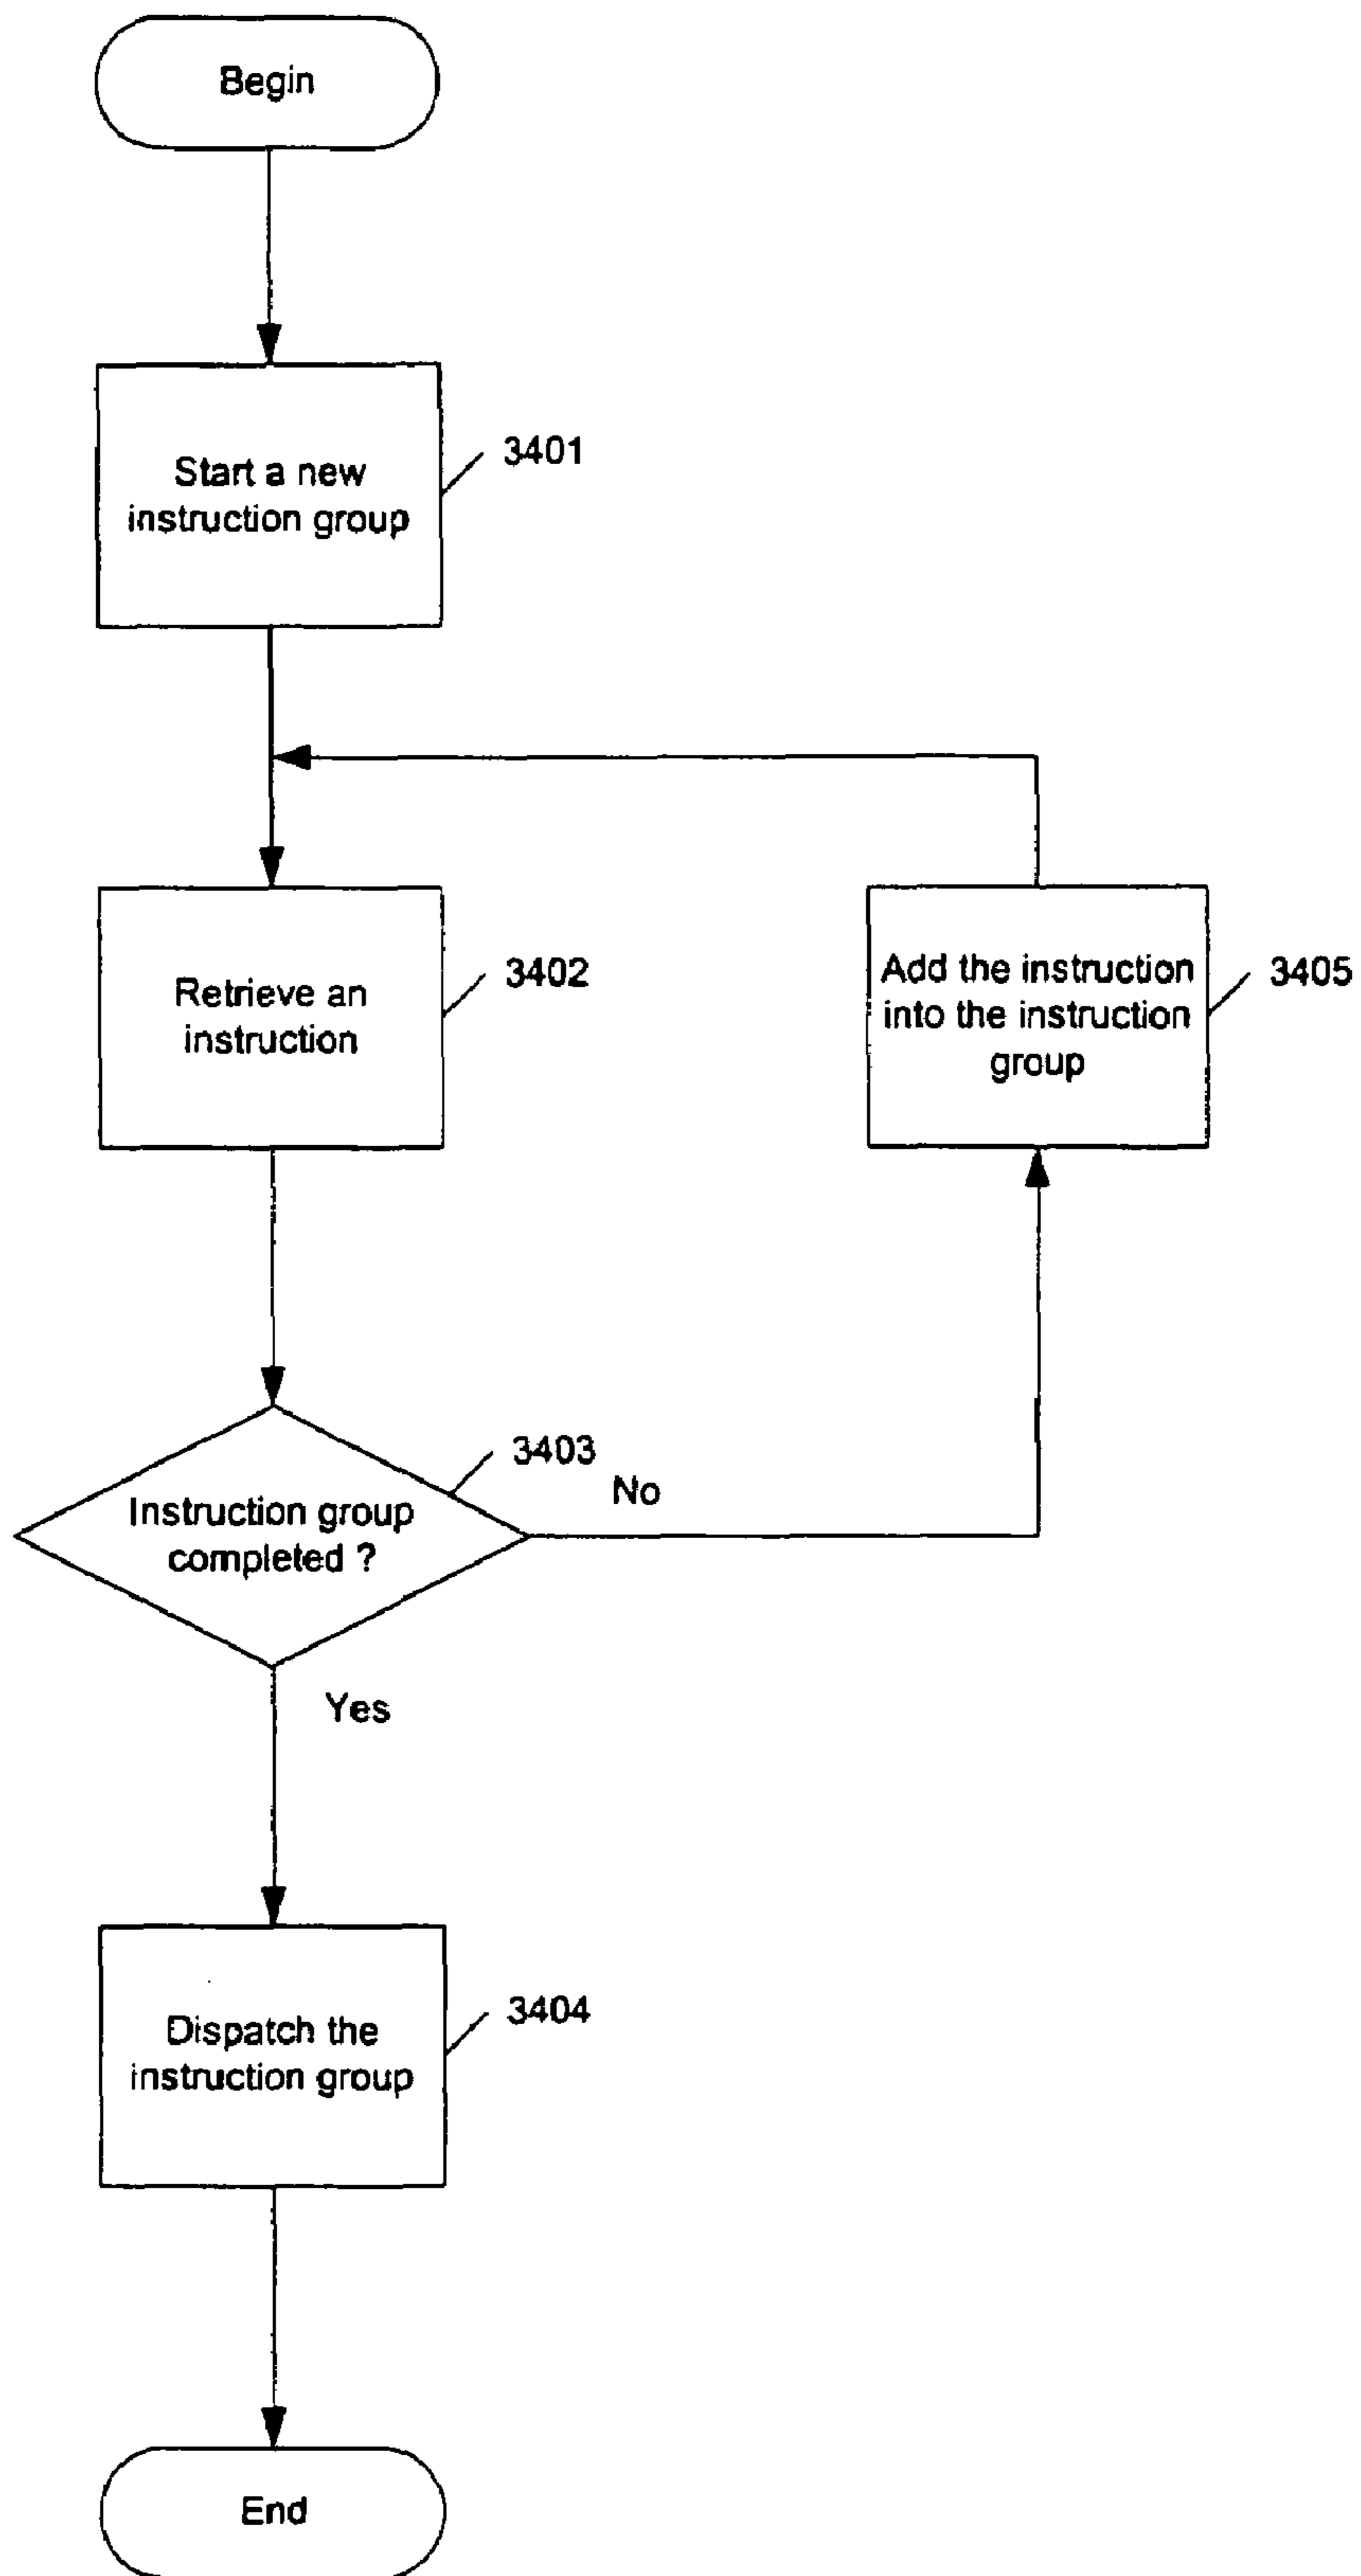 Begin
Start a new
instruction group
3401
Retrieve an
instruction
3402
Add the instruction
into the instruction
group
3405
Instruction group
completed ?
3403
No
Yes
Dispatch the
instruction group
3404
End